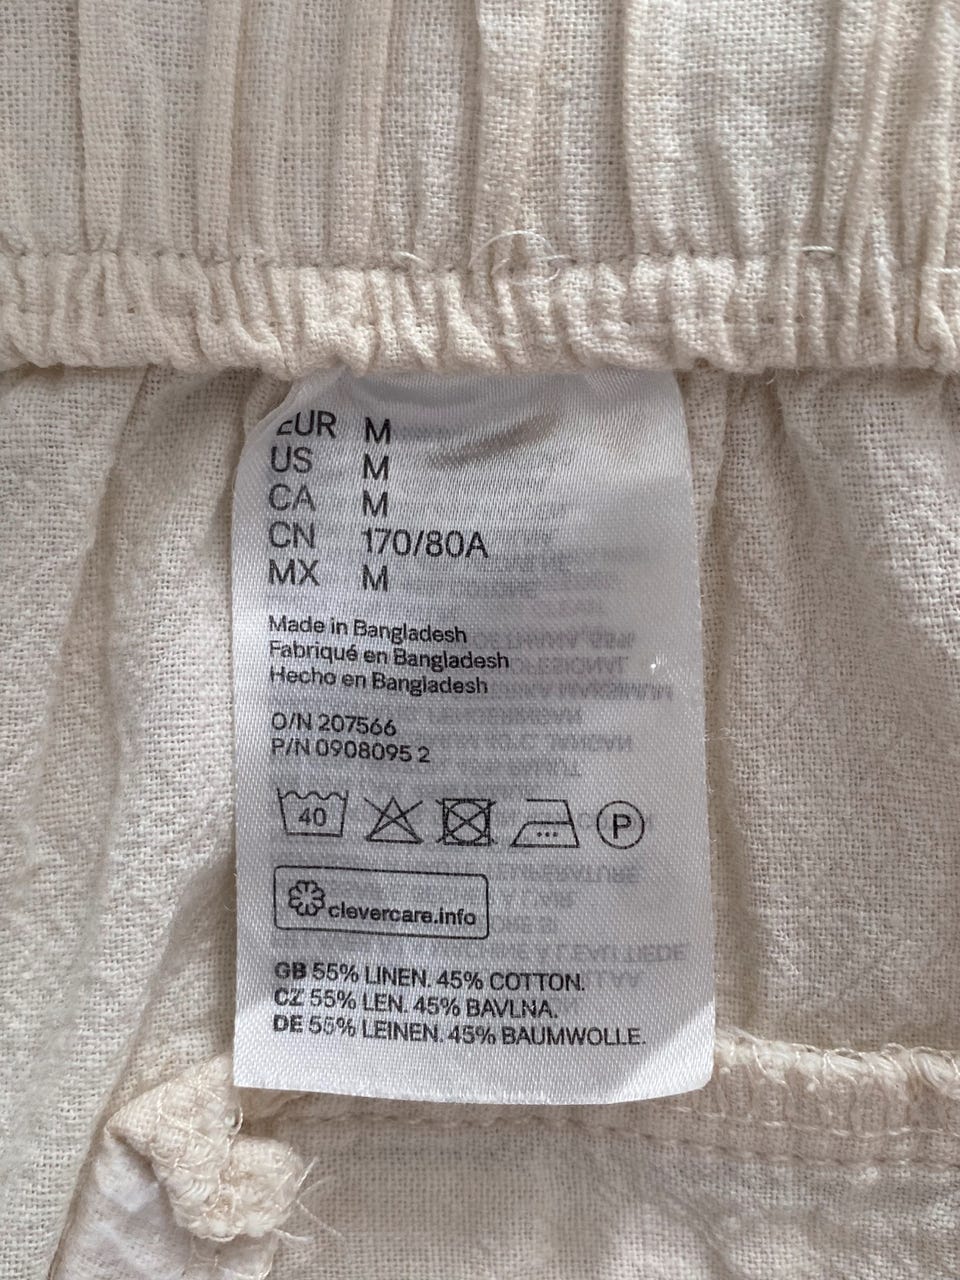 EUR M
US M
CA M
CN 170/80A
MX M
Made in Bangladesh
Fabriqué en Bangladesh
Hecho en Bangladesh
O/N 207566
P/N 0908095 2
40
P
clevercare.info
GB 55% LINEN. 45% COTTON.
CZ 55% LEN. 45% BAVLNA.
DE 55% LEINEN. 45% BAUMWOLLE.